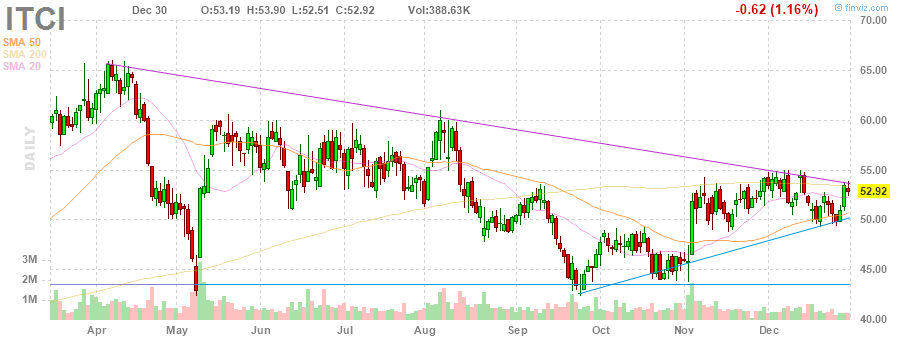 ITCI Dec 30 O:53.19 H:53.90 L:52.51 C:52.92 Vol:388.63K -0.62 (1.16%) © finviz.com
SMA 50
SMA 200
SMA 20
DAILY
70.00
65.00
60.00
55.00
52.92
50.00
45.00
40.00
3M
2M
1M
Apr May Jun Jul Aug Sep Oct Nov Dec